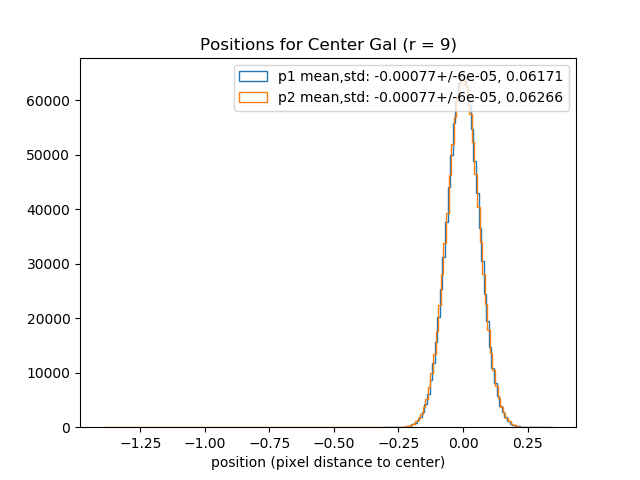 Positions for Center Gal (r = 9)
p1 mean,std: -0.00077+/-6e-05, 0.06171
p2 mean,std: -0.00077+/-6e-05, 0.06266
60000
50000
40000
30000
20000
10000
0
−1.25 −1.00 −0.75 −0.50 −0.25 0.00 0.25
position (pixel distance to center)